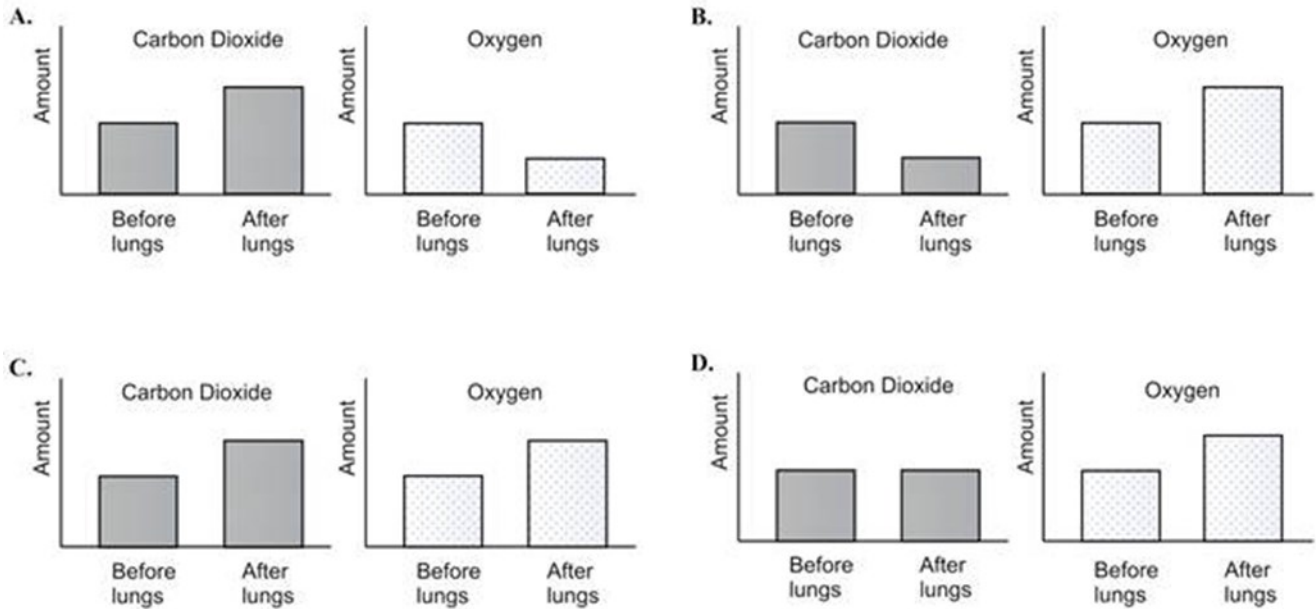 A.
Carbon Dioxide
Amount
Before
lungs
After
lungs
Oxygen
Amount
Before
lungs
After
lungs
B.
Carbon Dioxide
Amount
Before
lungs
After
lungs
Oxygen
Amount
Before
lungs
After
lungs
C.
Carbon Dioxide
Amount
Before
lungs
After
lungs
Oxygen
Amount
Before
lungs
After
lungs
D.
Carbon Dioxide
Amount
Before
lungs
After
lungs
Oxygen
Amount
Before
lungs
After
lungs